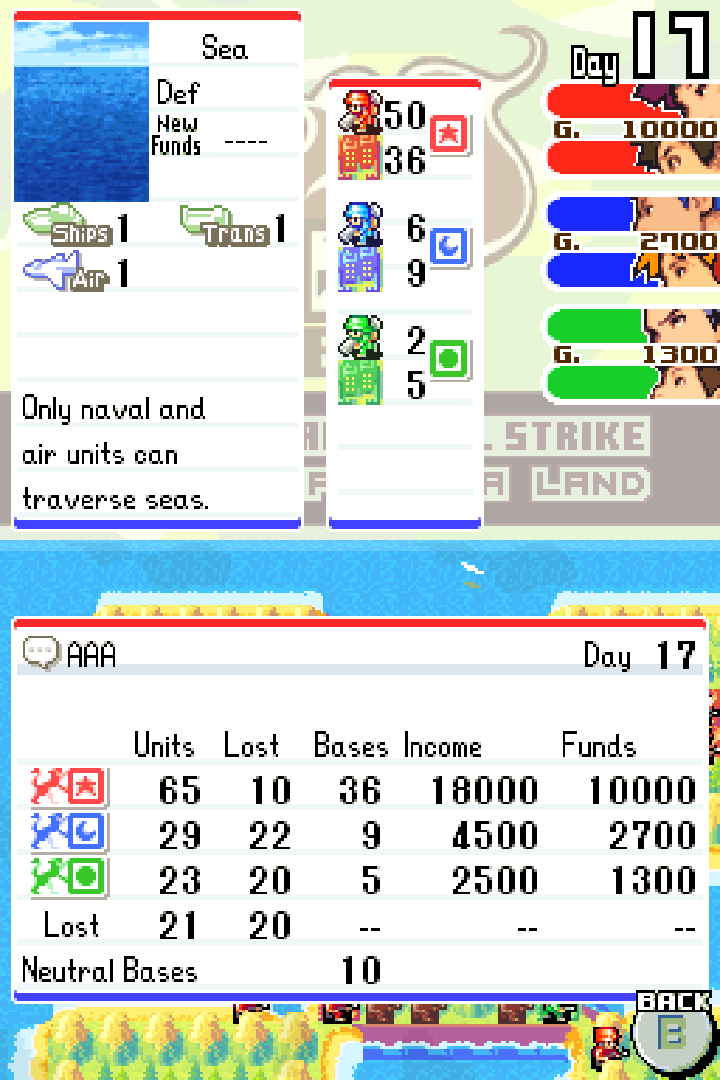 Sea
Def
New Funds ----
Ships 1 Trans 1
Air 1
Only naval and
air units can
traverse seas.
50
36
6
9
2
5
Day 17
G. 10000
G. 2700
G. 1300
STRIKE
LAND
AAA Day 17
Units Lost Bases Income Funds
65 10 36 18000 10000
29 22 9 4500 2700
23 20 5 2500 1300
Lost 21 20 -- -- --
Neutral Bases 10
BACK
B